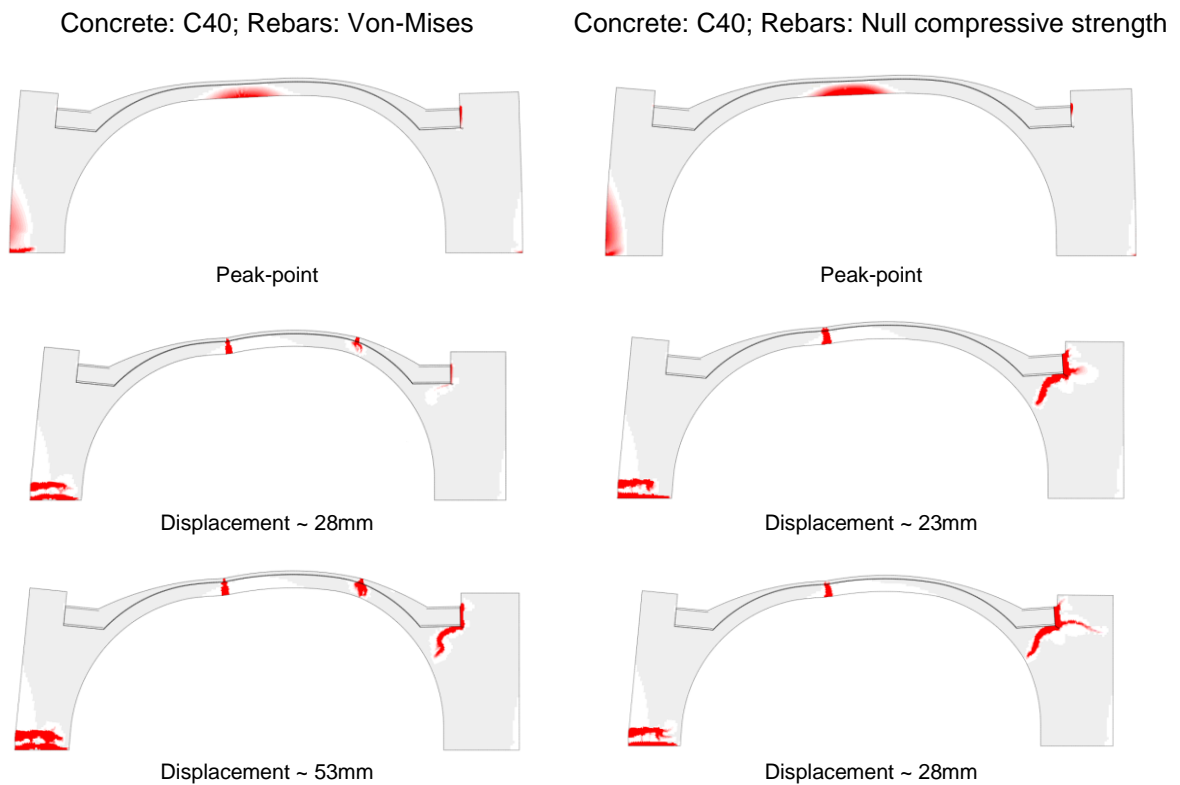 Concrete: C40; Rebars: Von-Mises
Concrete: C40; Rebars: Null compressive strength
Peak-point
Peak-point
Displacement ~ 28mm
Displacement ~ 23mm
Displacement ~ 53mm
Displacement ~ 28mm